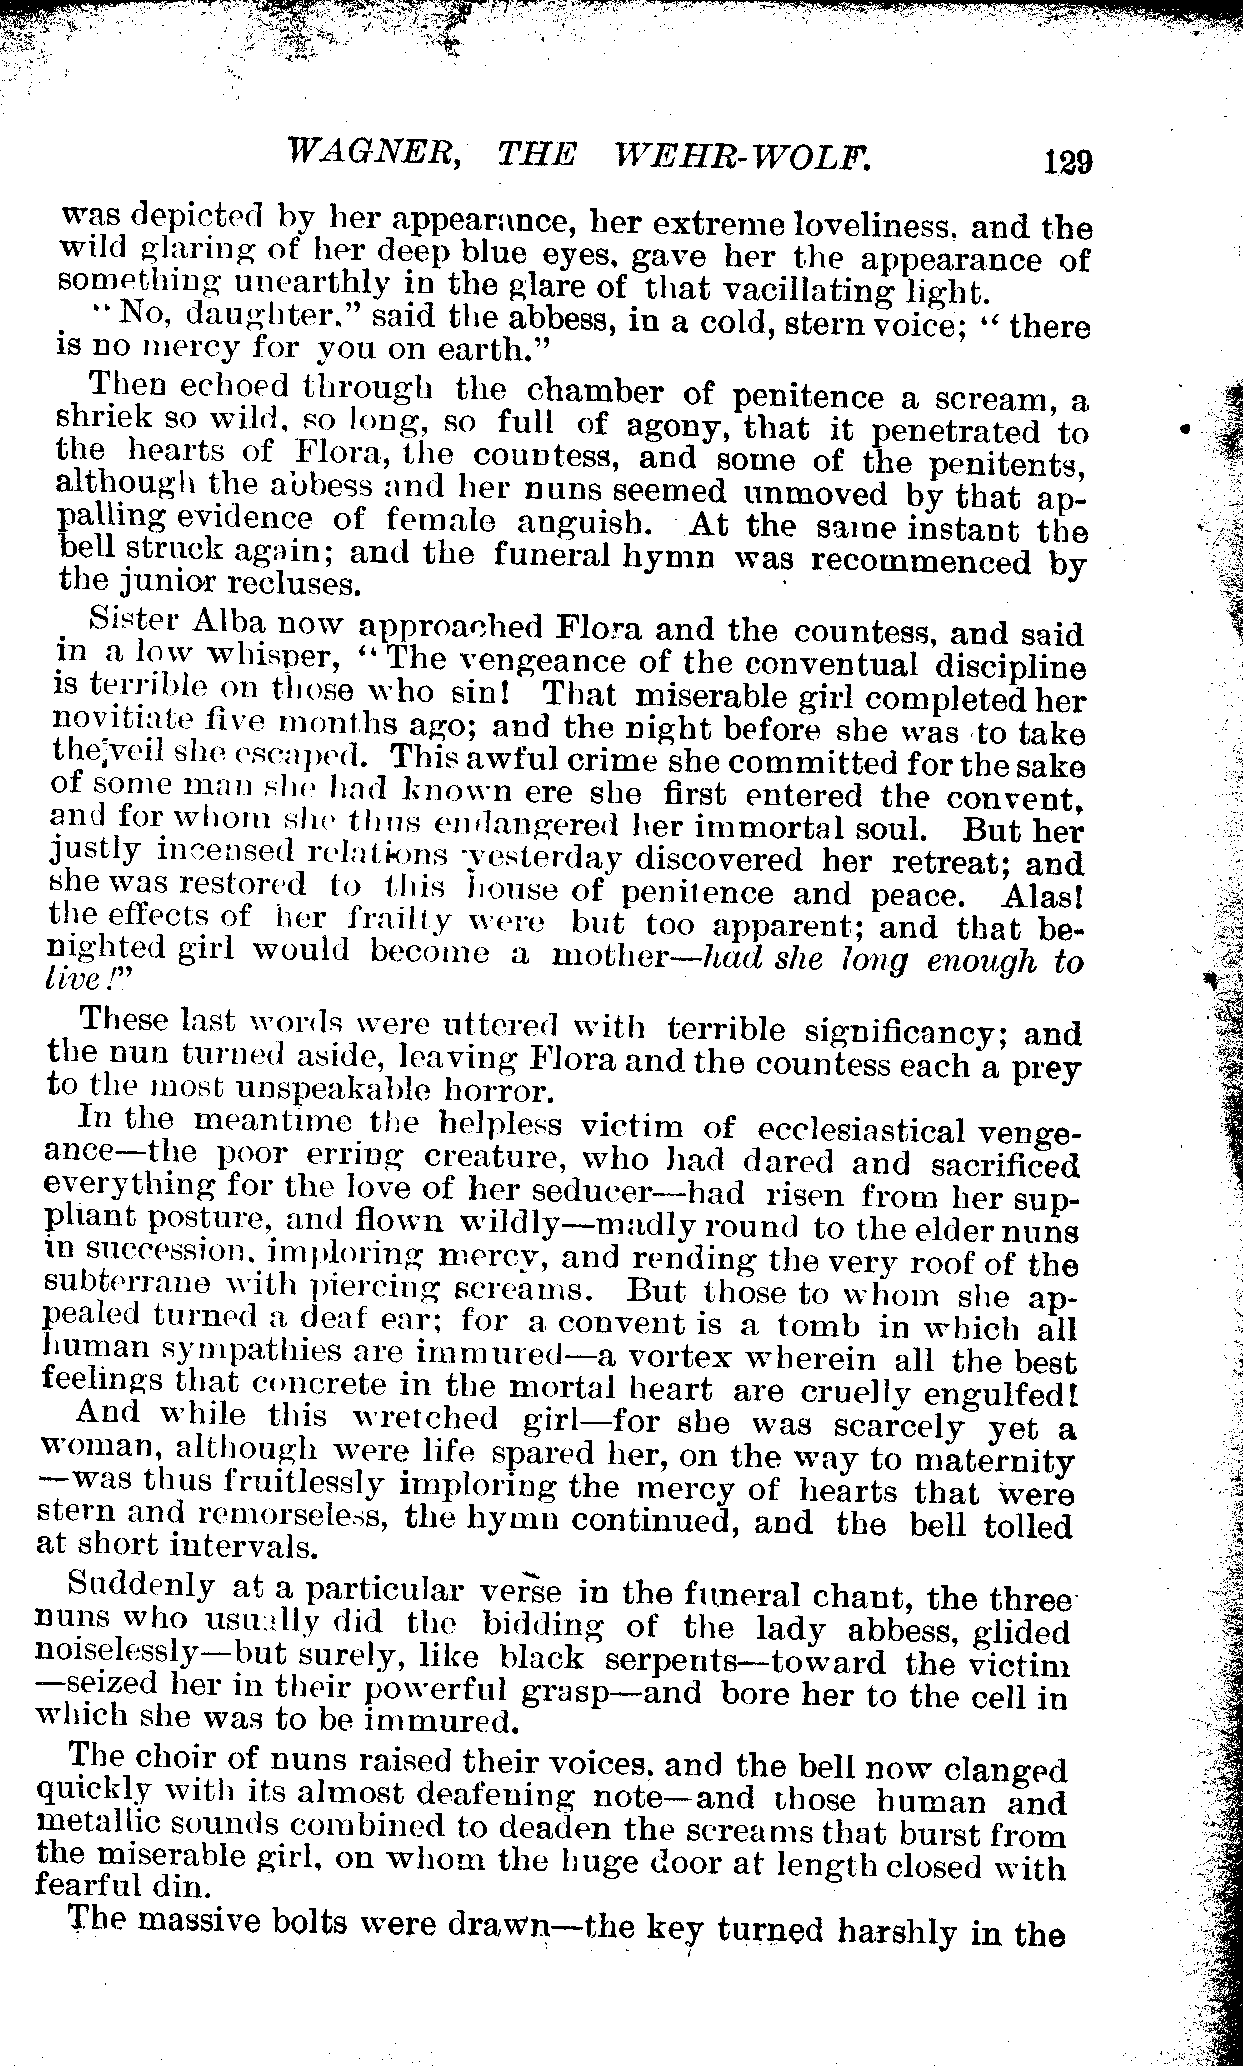 WAGNER, THE WEHR-WOLF. 129
was depicted by her appearance, her extreme loveliness, and the
wild glaring of her deep blue eyes, gave her the appearance of
something unearthly in the glare of that vacillating light.
"No, daughter." said the abbess, in a cold, stern voice; "there
is no mercy for you on earth."
Then echoed through the chamber of penitence a scream, a
shriek so wild, so long, so full of agony, that it penetrated to
the hearts of Flora, the countess, and some of the penitents,
although the abbess and her nuns seemed unmoved by that ap-
palling evidence of female anguish. At the same instant the
bell struck again; and the funeral hymn was recommenced by
the junior recluses.
Sister Alba now approached Flora and the countess, and said
in a low whisper, "The vengeance of the conventual discipline
is terrible on those who sin! That miserable girl completed her
novitiate five months ago; and the night before she was to take
the veil she escaped. This awful crime she committed for the sake
of some man she had known ere she first entered the convent,
and for whom she thus endangered her immortal soul. But her
justly incensed relations yesterday discovered her retreat; and
she was restored to this house of penitence and peace. Alas!
the effects of her frailty were but too apparent; and that be-
nighted girl would become a mother—had she long enough to
live!"
These last words were uttered with terrible significancy; and
the nun turned aside, leaving Flora and the countess each a prey
to the most unspeakable horror.
In the meantime the helpless victim of ecclesiastical venge-
ance—the poor erring creature, who had dared and sacrificed
everything for the love of her seducer—had risen from her sup-
pliant posture, and flown wildly—madly round to the elder nuns
in succession, imploring mercy, and rending the very roof of the
subterrane with piercing screams. But those to whom she ap-
pealed turned a deaf ear; for a convent is a tomb in which all
human sympathies are immured—a vortex wherein all the best
feelings that concrete in the mortal heart are cruelly engulfed!
And while this wretched girl—for she was scarcely yet a
woman, although were life spared her, on the way to maternity
—was thus fruitlessly imploring the mercy of hearts that were
stern and remorseless, the hymn continued, and the bell tolled
at short intervals.
Suddenly at a particular verse in the funeral chant, the three
nuns who usually did the bidding of the lady abbess, glided
noiselessly—but surely, like black serpents—toward the victim
—seized her in their powerful grasp—and bore her to the cell in
which she was to be immured.
The choir of nuns raised their voices, and the bell now clanged
quickly with its almost deafening note—and those human and
metallic sounds combined to deaden the screams that burst from
the miserable girl, on whom the huge door at length closed with
fearful din.
The massive bolts were drawn—the key turned harshly in the